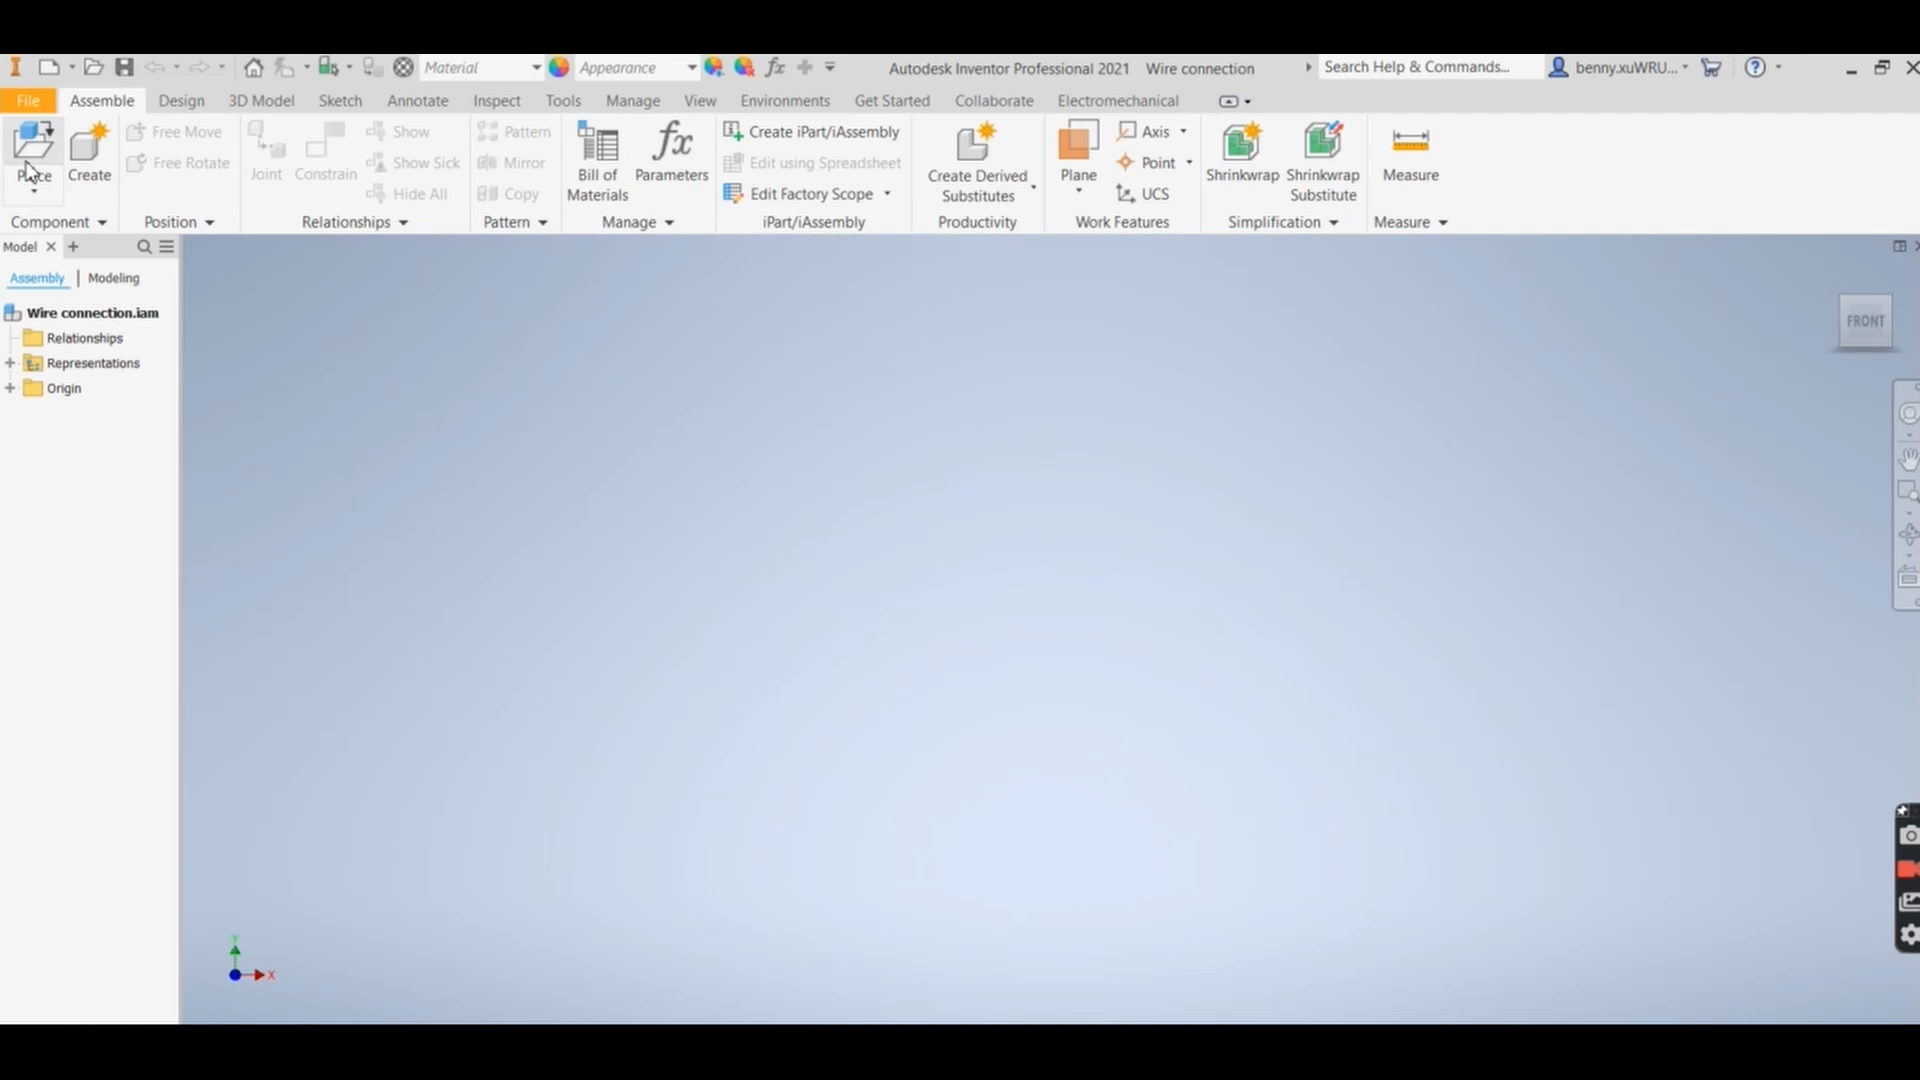 Material Appearance fx Autodesk Inventor Professional 2021 Wire connection Search Help & Commands... benny.xuWRU...
File Assemble Design 3D Model Sketch Annotate Inspect Tools Manage View Environments Get Started Collaborate Electromechanical
Place Create
Free Move
Free Rotate
Joint Constrain
Show
Show Sick
Hide All
Pattern
Mirror
Copy
Bill of
Materials
fx
Parameters
Create iPart/iAssembly
Edit using Spreadsheet
Edit Factory Scope
Create Derived
Substitutes
Plane
Axis
Point
UCS
Shrinkwrap
Shrinkwrap
Substitute
Measure
Component Position Relationships Pattern Manage iPart/iAssembly Productivity Work Features Simplification Measure
Model
Assembly | Modeling
Wire connection.iam
Relationships
Representations
Origin
FRONT
Y
X